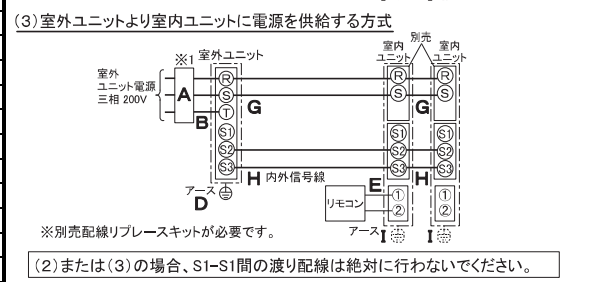 (3)室外ユニットより室内ユニットに電源を供給する方式
別売
※1 室外ユニット 室内ユニット 室内ユニット
室外
ユニット電源
三相 200V
A
B
R
S
T
S1
S2
S3
G
H 内外信号線
アース
D
R
S
S1
S2
S3
①
②
E
リモコン
アース I
G
H
R
S
S1
S2
S3
①
②
I
※別売配線リプレースキットが必要です。
(2)または(3)の場合、S1-S1間の渡り配線は絶対に行わないでください。